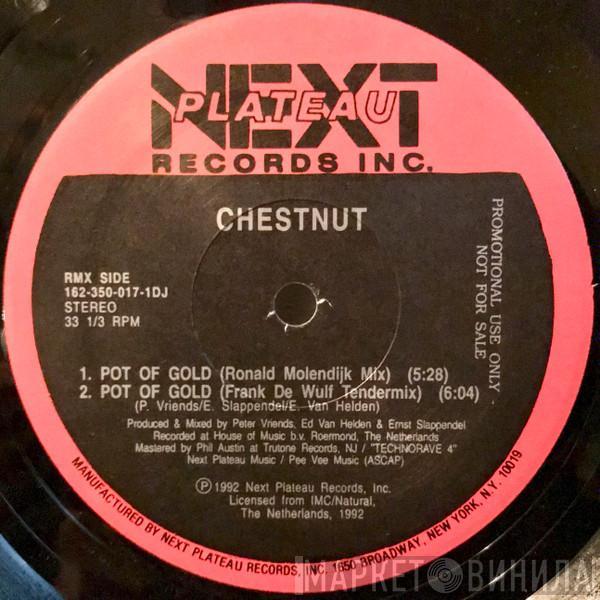 NEXT
PLATEAU
RECORDS INC.
CHESTNUT
PROMOTIONAL USE ONLY -
NOT FOR SALE
RMX SIDE
162-350-017-1DJ
STEREO
33 1/3 RPM
1. POT OF GOLD (Ronald Molendijk Mix) (5:28)
2. POT OF GOLD (Frank De Wulf Tendermix) (6:04)
(P. Vriends/E. Slappendel/E. Van Helden)
Produced & Mixed by Peter Vriends, Ed Van Helden & Ernst Slappendel
Recorded at House of Music b.v. Roermond, The Netherlands
Mastered by Phil Austin at Trutone Records, NJ / "TECHNORAVE 4"
Next Plateau Music / Pee Vee Music (ASCAP)
Ⓟ 1992 Next Plateau Records, Inc.
Licensed from IMC/Natural,
The Netherlands, 1992
MANUFACTURED BY NEXT PLATEAU RECORDS, INC. 1650 BROADWAY, NEW YORK, N.Y. 10019
МАРКЕТ ВИНИЛА